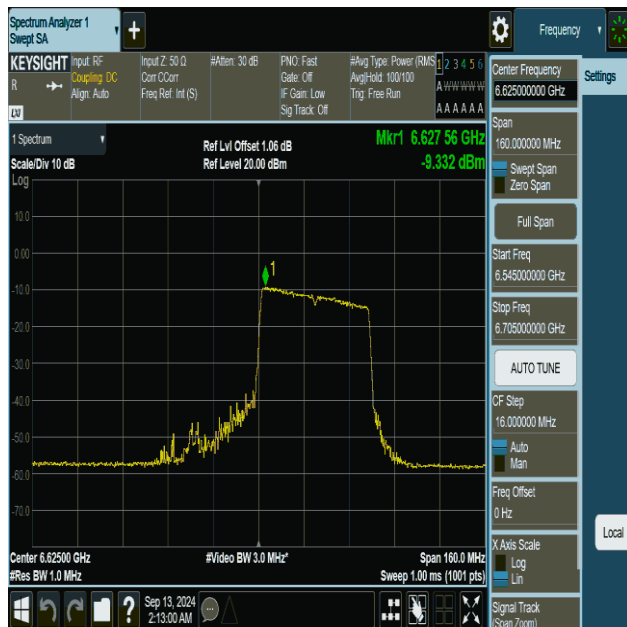 Spectrum Analyzer 1
Swept SA
+
Frequency
KEYSIGHT
R
LXI
Input: RF
Coupling: DC
Align: Auto
Input Z: 50 Ω
Corr CCorr
Freq Ref: Int (S)
#Atten: 30 dB
PNO: Fast
Gate: Off
IF Gain: Low
Sig Track: Off
#Avg Type: Power (RMS
Avg|Hold: 100/100
Trig: Free Run
1 2 3 4 5 6
A W W W W W
A A A A A A
1 Spectrum
Scale/Div 10 dB
Log
Ref Lvl Offset 1.06 dB
Ref Level 20.00 dBm
Mkr1 6.627 56 GHz
-9.332 dBm
10.0
0.00
-10.0
-20.0
-30.0
-40.0
-50.0
-60.0
-70.0
1
Center 6.62500 GHz
#Res BW 1.0 MHz
#Video BW 3.0 MHz*
Span 160.0 MHz
Sweep 1.00 ms (1001 pts)
?
Sep 13, 2024
2:13:00 AM
Center Frequency
6.625000000 GHz
Settings
Span
160.000000 MHz
Swept Span
Zero Span
Full Span
Start Freq
6.545000000 GHz
Stop Freq
6.705000000 GHz
AUTO TUNE
CF Step
16.000000 MHz
Auto
Man
Freq Offset
0 Hz
Local
X Axis Scale
Log
Lin
Signal Track
(Span Zoom)